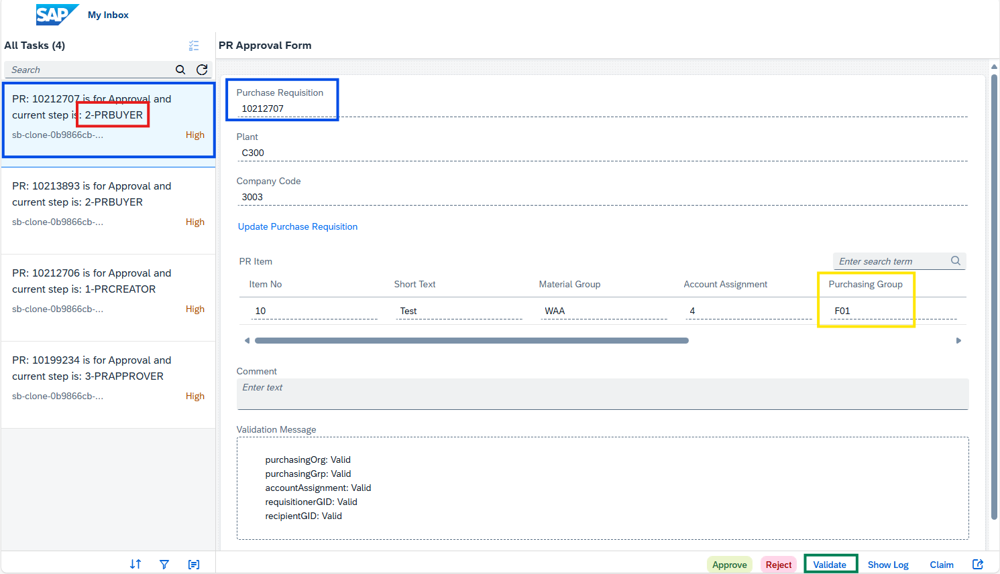 SAP My Inbox
All Tasks (4)
Search
PR: 10212707 is for Approval and
current step is: 2-PRBUYER
sb-clone-0b9866cb-... High
PR: 10213893 is for Approval and
current step is: 2-PRBUYER
sb-clone-0b9866cb-... High
PR: 10212706 is for Approval and
current step is: 1-PRCREATOR
sb-clone-0b9866cb-... High
PR: 10199234 is for Approval and
current step is: 3-PRAPPROVER
sb-clone-0b9866cb-... High
PR Approval Form
Purchase Requisition
10212707
Plant
C300
Company Code
3003
Update Purchase Requisition
PR Item Enter search term
Item No Short Text Material Group Account Assignment Purchasing Group
10 Test WAA 4 F01
Comment
Enter text
Validation Message
purchasingOrg: Valid
purchasingGrp: Valid
accountAssignment: Valid
requisitionerGID: Valid
recipientGID: Valid
Approve Reject Validate Show Log Claim